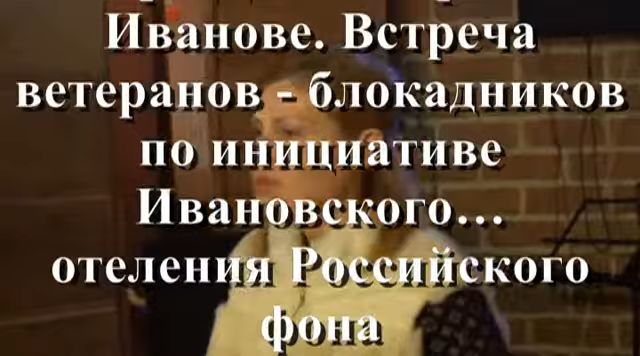 Иванове. Встреча
ветеранов - блокадников
по инициативе
Ивановского...
отеления Российского
фона